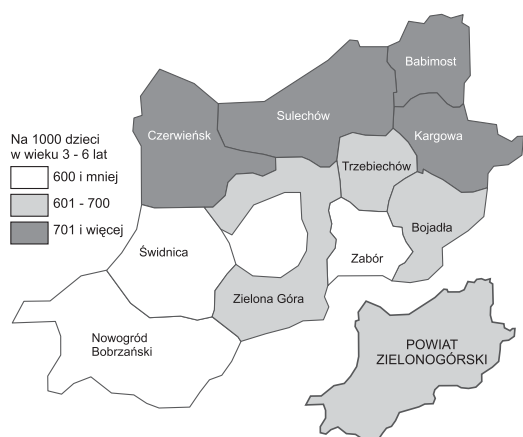 Na 1000 dzieci
w wieku 3 - 6 lat
600 i mniej
601 - 700
701 i więcej
Babimost
Sulechów
Czerwieńsk
Kargowa
Trzebiechów
Bojadła
Świdnica
Zabór
Zielona Góra
Nowogród
Bobrzański
POWIAT
ZIELONOGÓRSKI